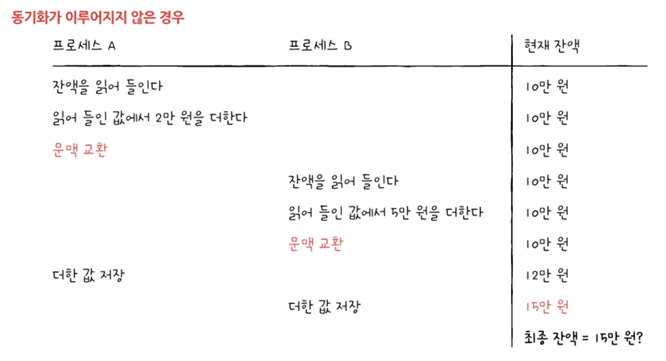 동기화가 이루어지지 않은 경우
프로세스 A 프로세스 B 현재 잔액
잔액을 읽어 들인다 10만 원
읽어 들인 값에서 2만 원을 더한다 10만 원
문맥 교환 10만 원
잔액을 읽어 들인다 10만 원
읽어 들인 값에서 5만 원을 더한다 10만 원
문맥 교환 10만 원
더한 값 저장 12만 원
더한 값 저장 15만 원
최종 잔액 = 15만 원?